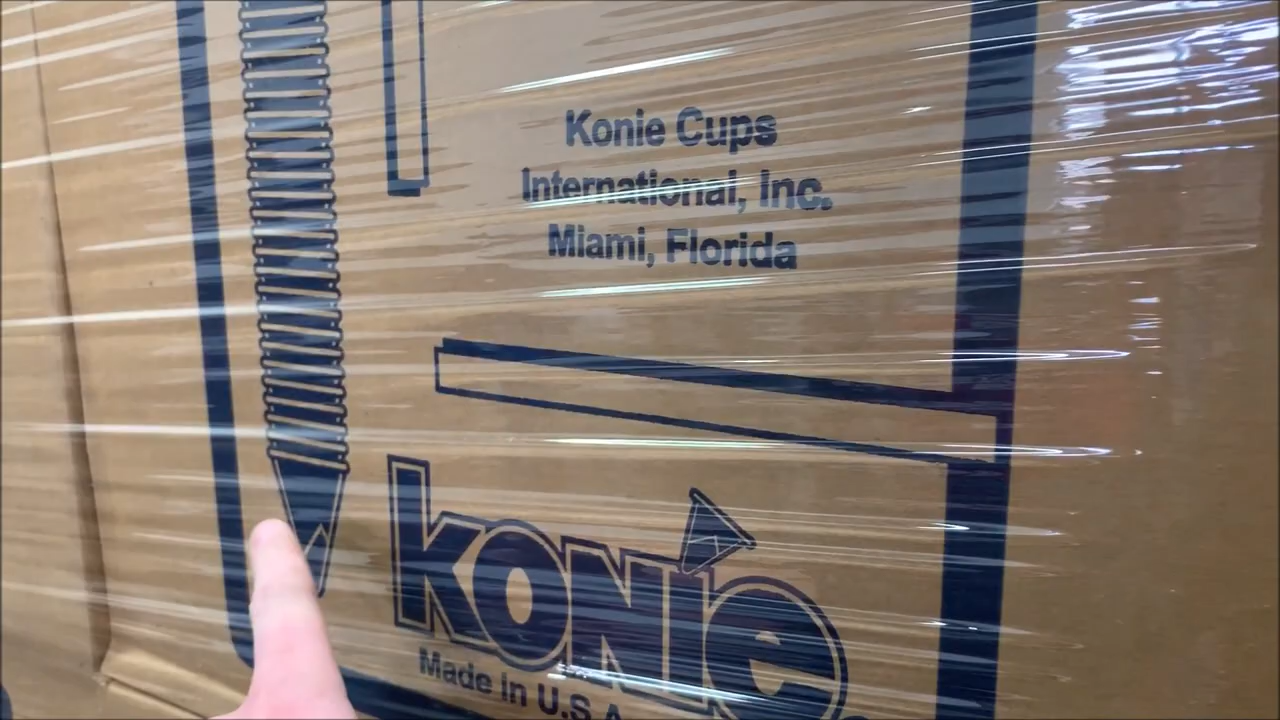 Konie Cups
International, Inc.
Miami, Florida
Konie
Made in U.S.A.